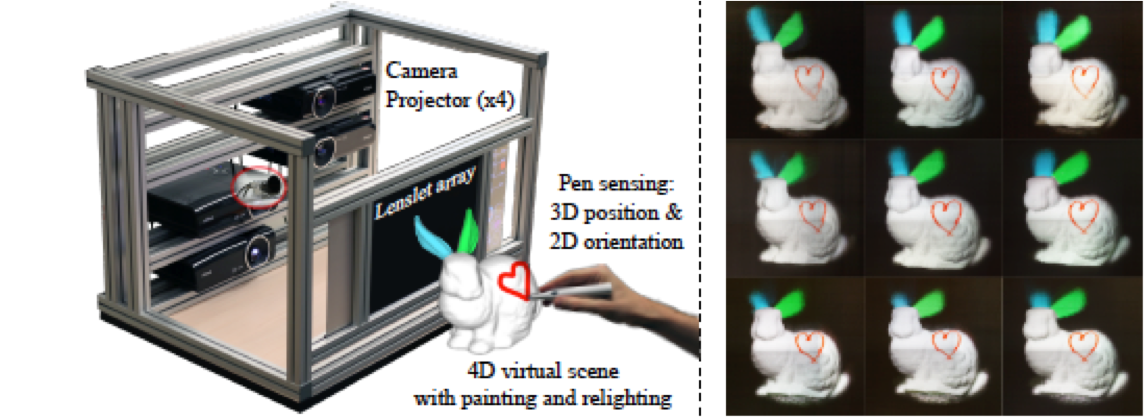 Camera
Projector (x4)
Lenslet array
Pen sensing:
3D position &
2D orientation
4D virtual scene
with painting and relighting